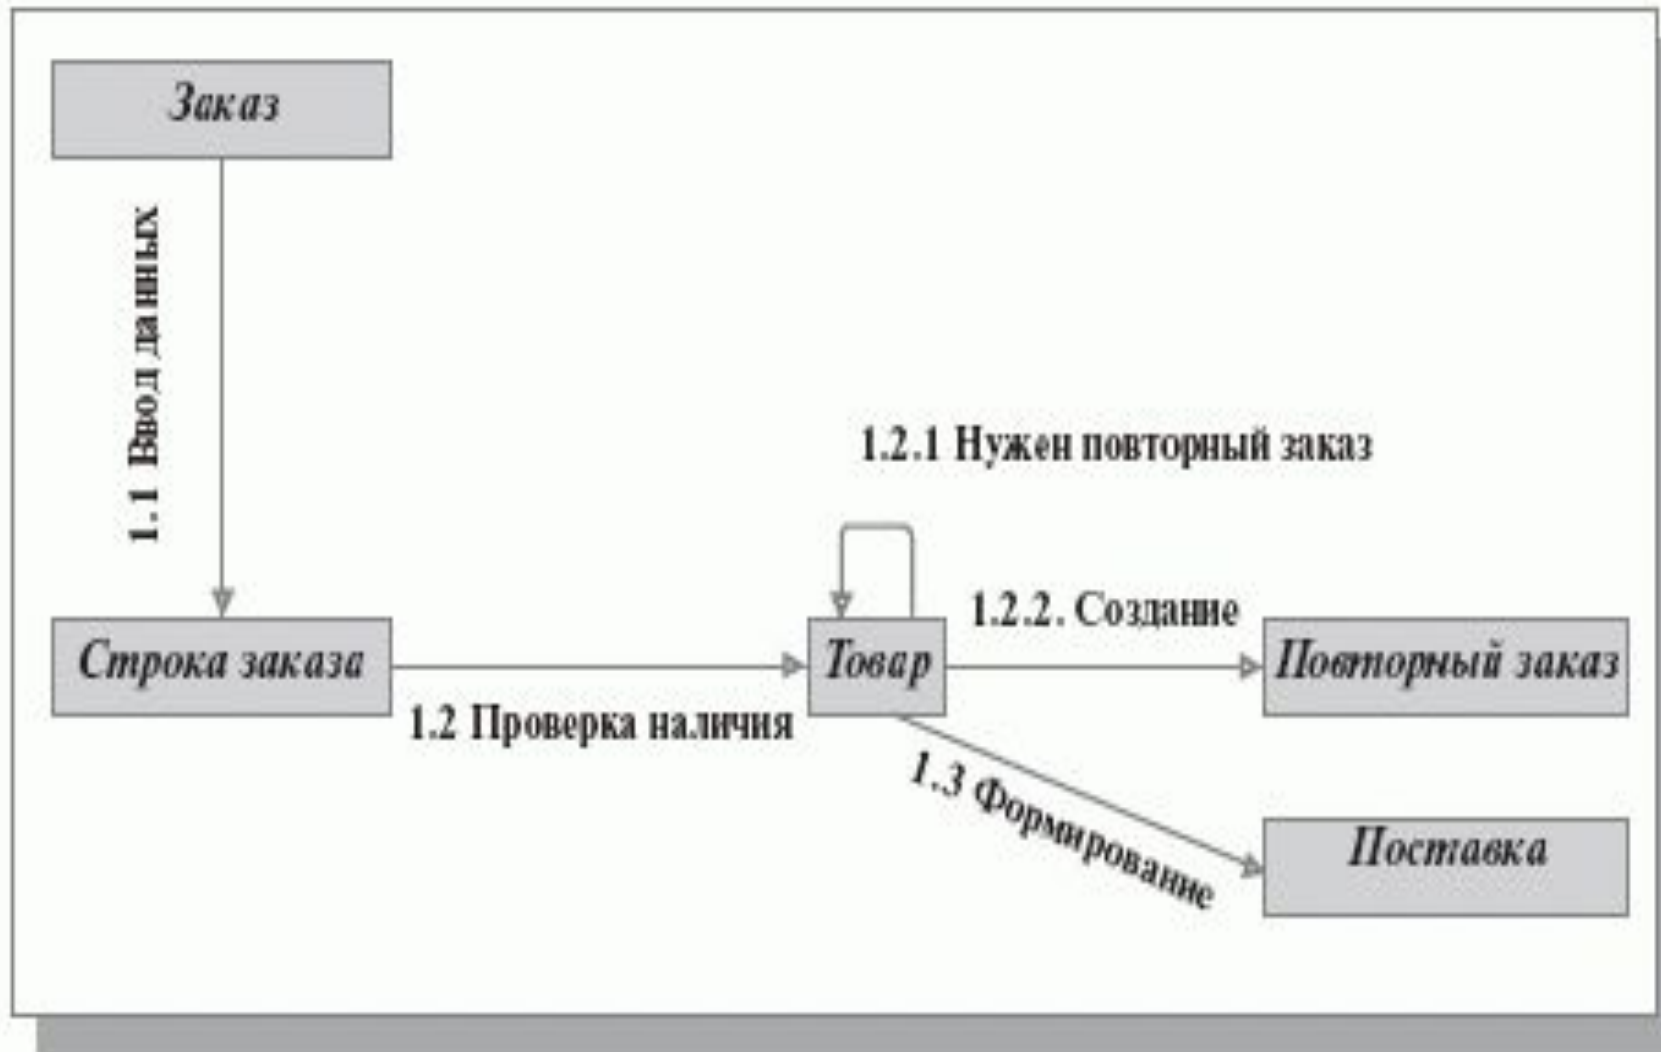 Заказ
1.1 Ввод данных
1.2.1 Нужен повторный заказ
1.2.2. Создание
Строка заказа
Товар
Повторный заказ
1.2 Проверка наличия
1.3 Формирование
Поставка